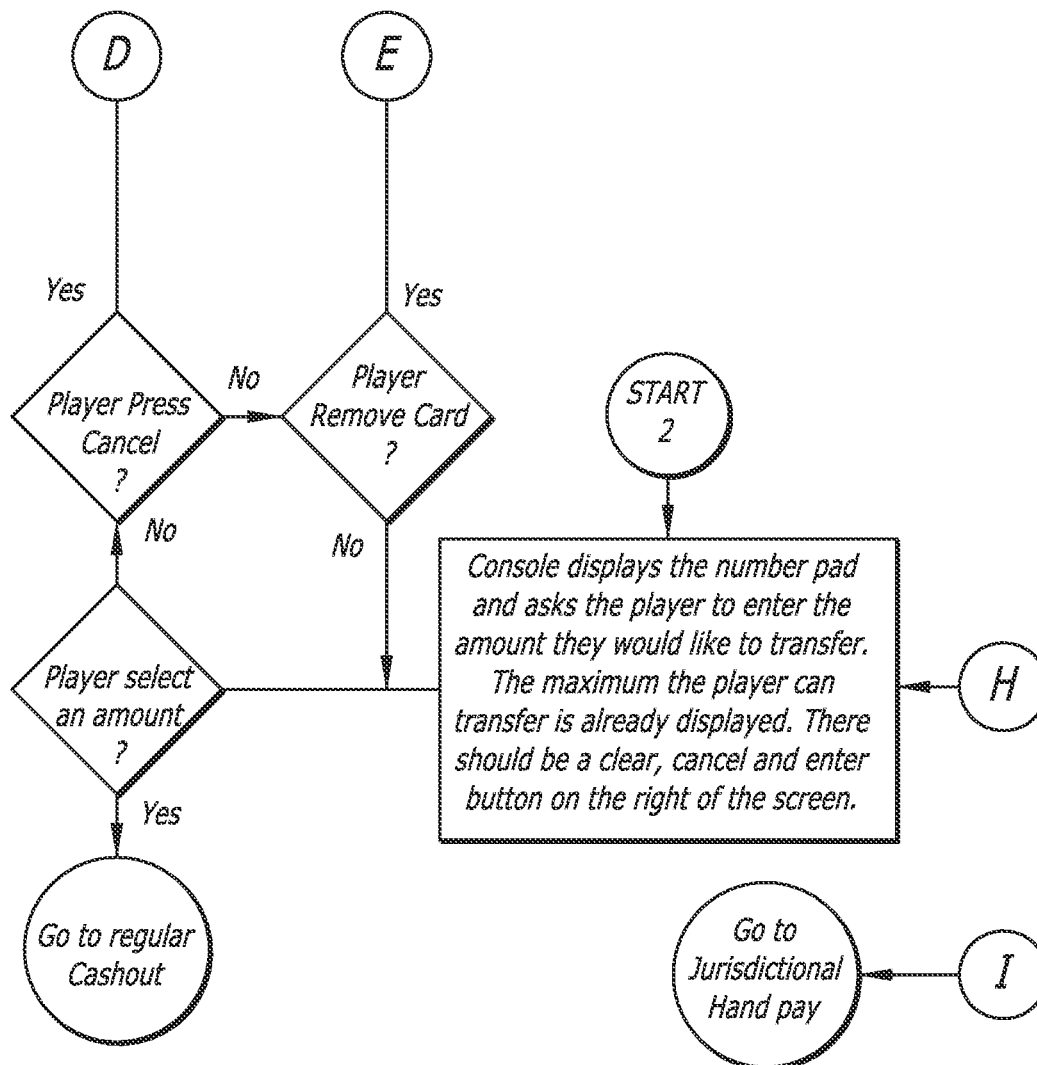 D
E
Yes
Yes
Player Press
Cancel
?
No
Player
Remove Card
?
START
2
No
No
Console displays the number pad
and asks the player to enter the
amount they would like to transfer.
The maximum the player can
transfer is already displayed. There
should be a clear, cancel and enter
button on the right of the screen.
H
Player select
an amount
?
Yes
Go to regular
Cashout
Go to
Jurisdictional
Hand pay
I